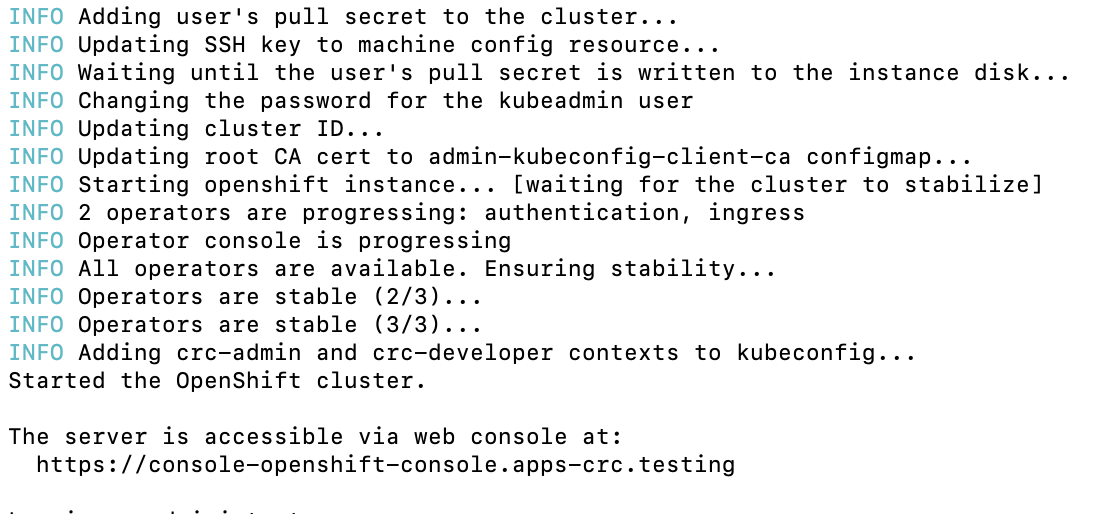 INFO Adding user's pull secret to the cluster...
INFO Updating SSH key to machine config resource...
INFO Waiting until the user's pull secret is written to the instance disk...
INFO Changing the password for the kubeadmin user
INFO Updating cluster ID...
INFO Updating root CA cert to admin-kubeconfig-client-ca configmap...
INFO Starting openshift instance... [waiting for the cluster to stabilize]
INFO 2 operators are progressing: authentication, ingress
INFO Operator console is progressing
INFO All operators are available. Ensuring stability...
INFO Operators are stable (2/3)...
INFO Operators are stable (3/3)...
INFO Adding crc-admin and crc-developer contexts to kubeconfig...
Started the OpenShift cluster.
The server is accessible via web console at:
https://console-openshift-console.apps-crc.testing